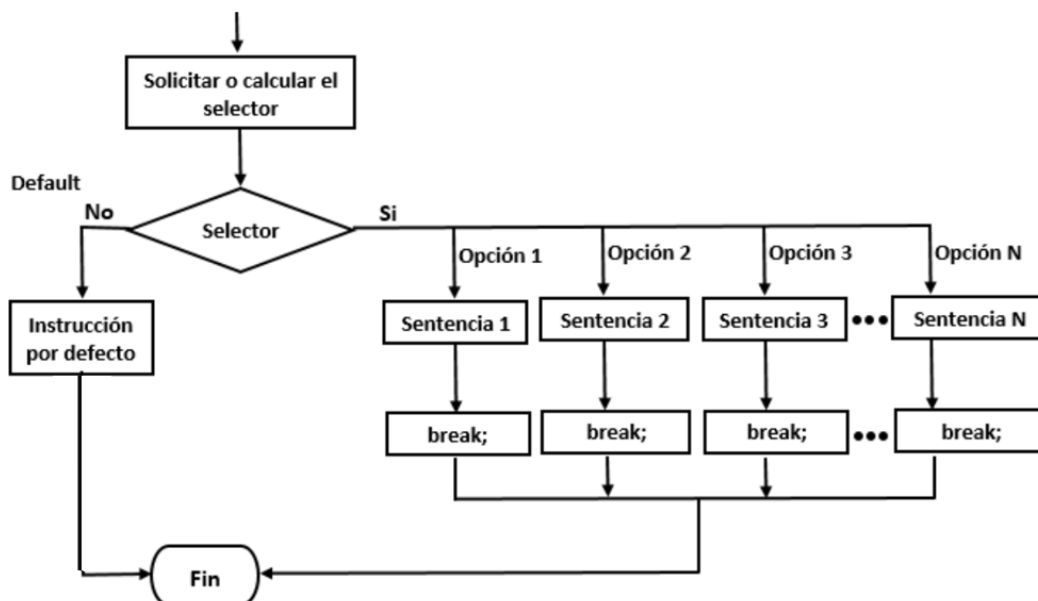 Solicitar o calcular el
selector
Default
No
Selector
Si
Opción 1
Opción 2
Opción 3
Opción N
Instrucción
por defecto
Sentencia 1
Sentencia 2
Sentencia 3
Sentencia N
break;
break;
break;
break;
Fin